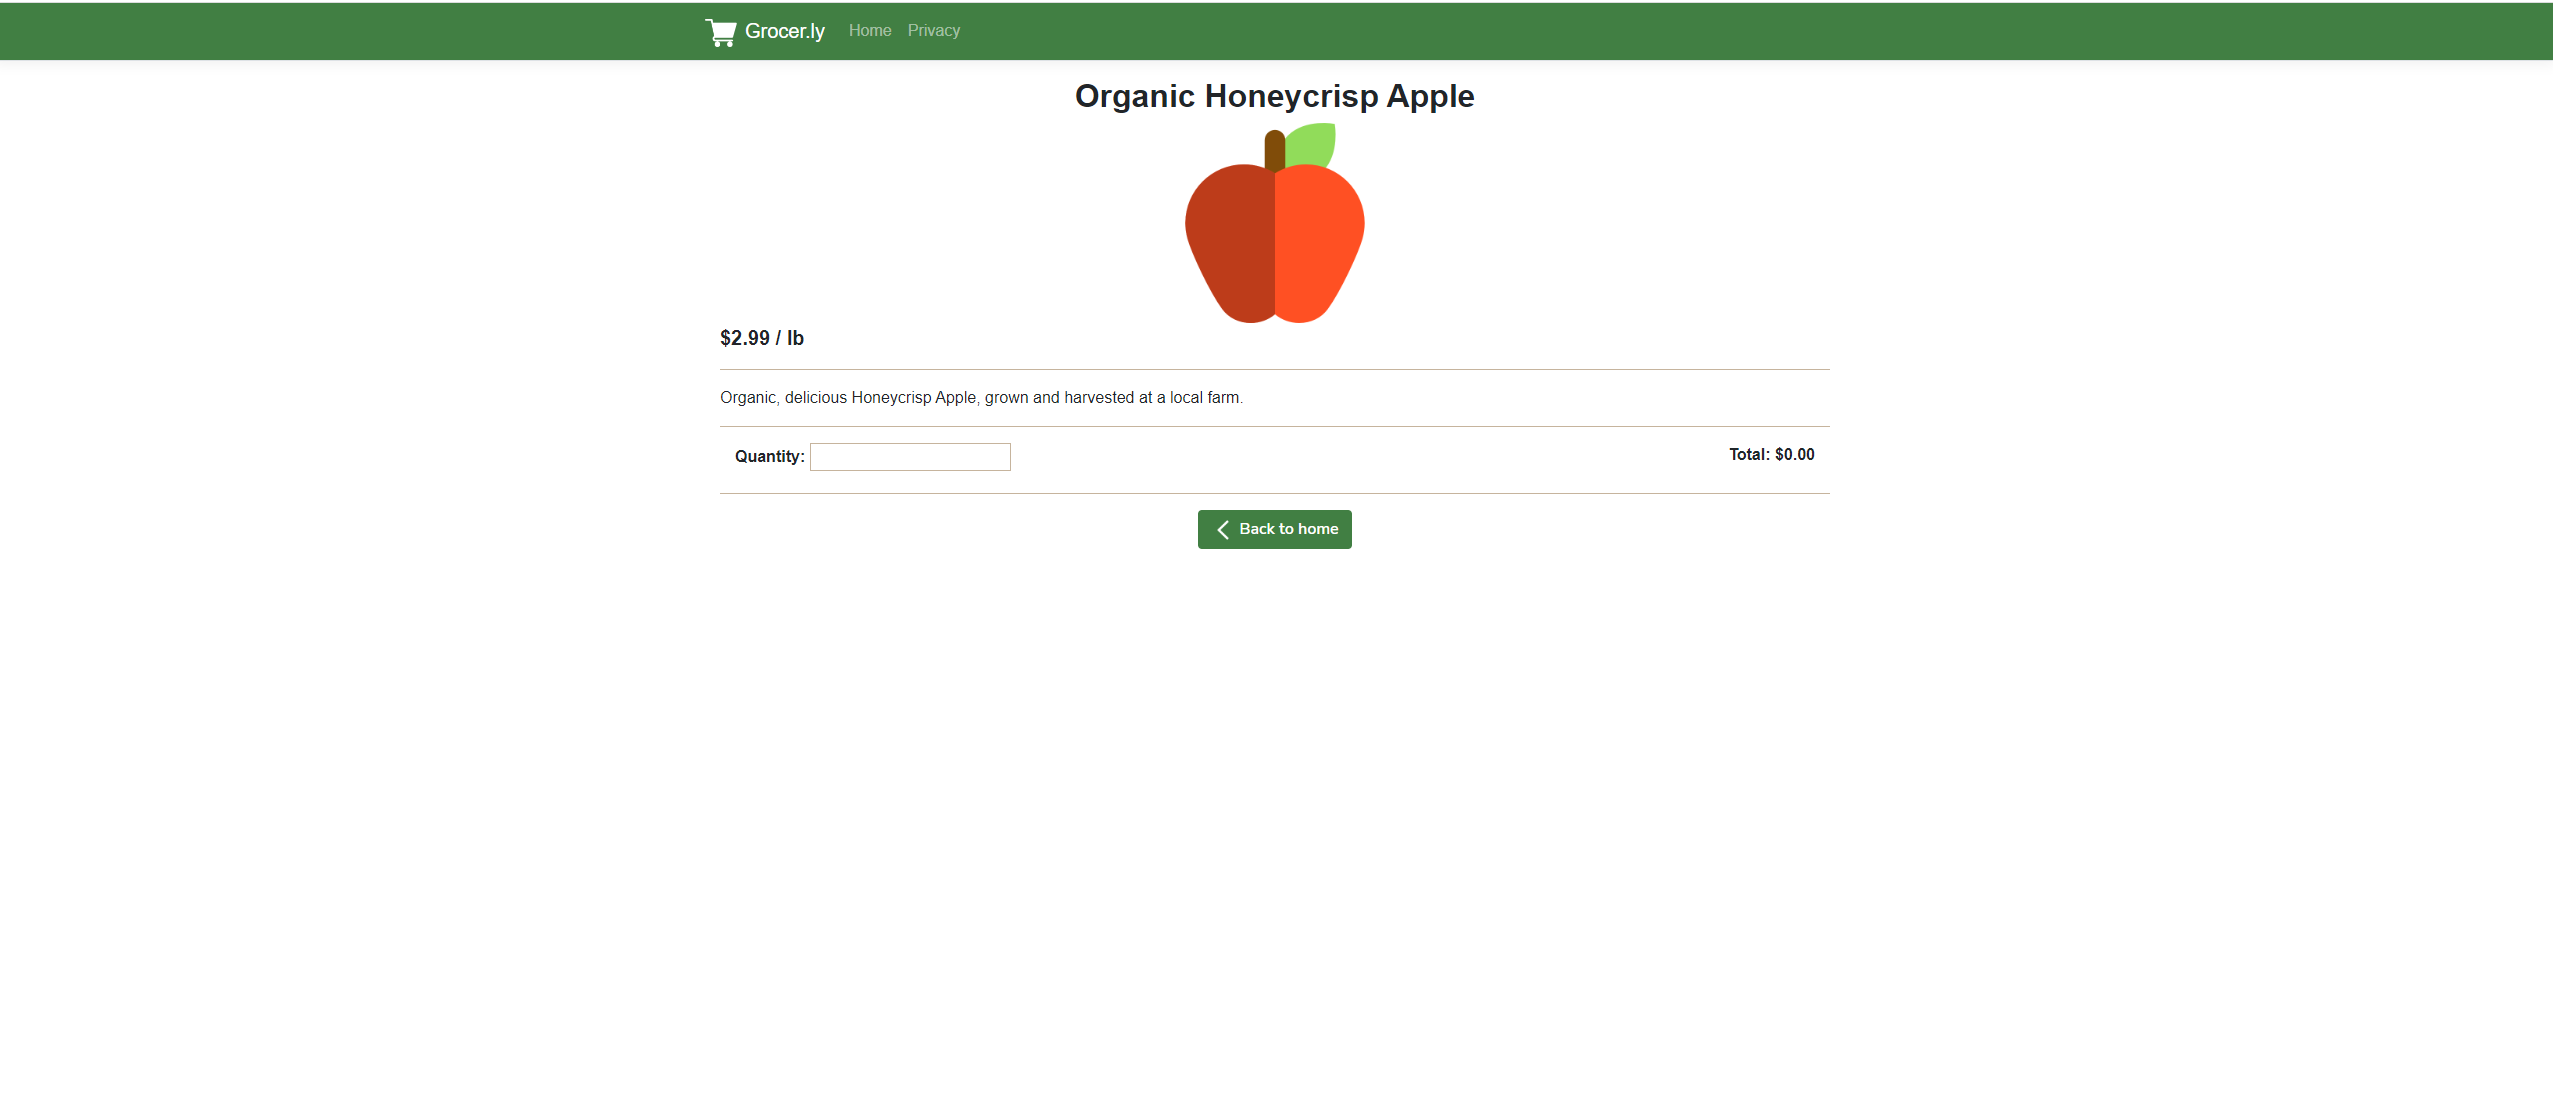 Grocer.ly Home Privacy
Organic Honeycrisp Apple
$2.99 / lb
Organic, delicious Honeycrisp Apple, grown and harvested at a local farm.
Quantity: Total: $0.00
Back to home